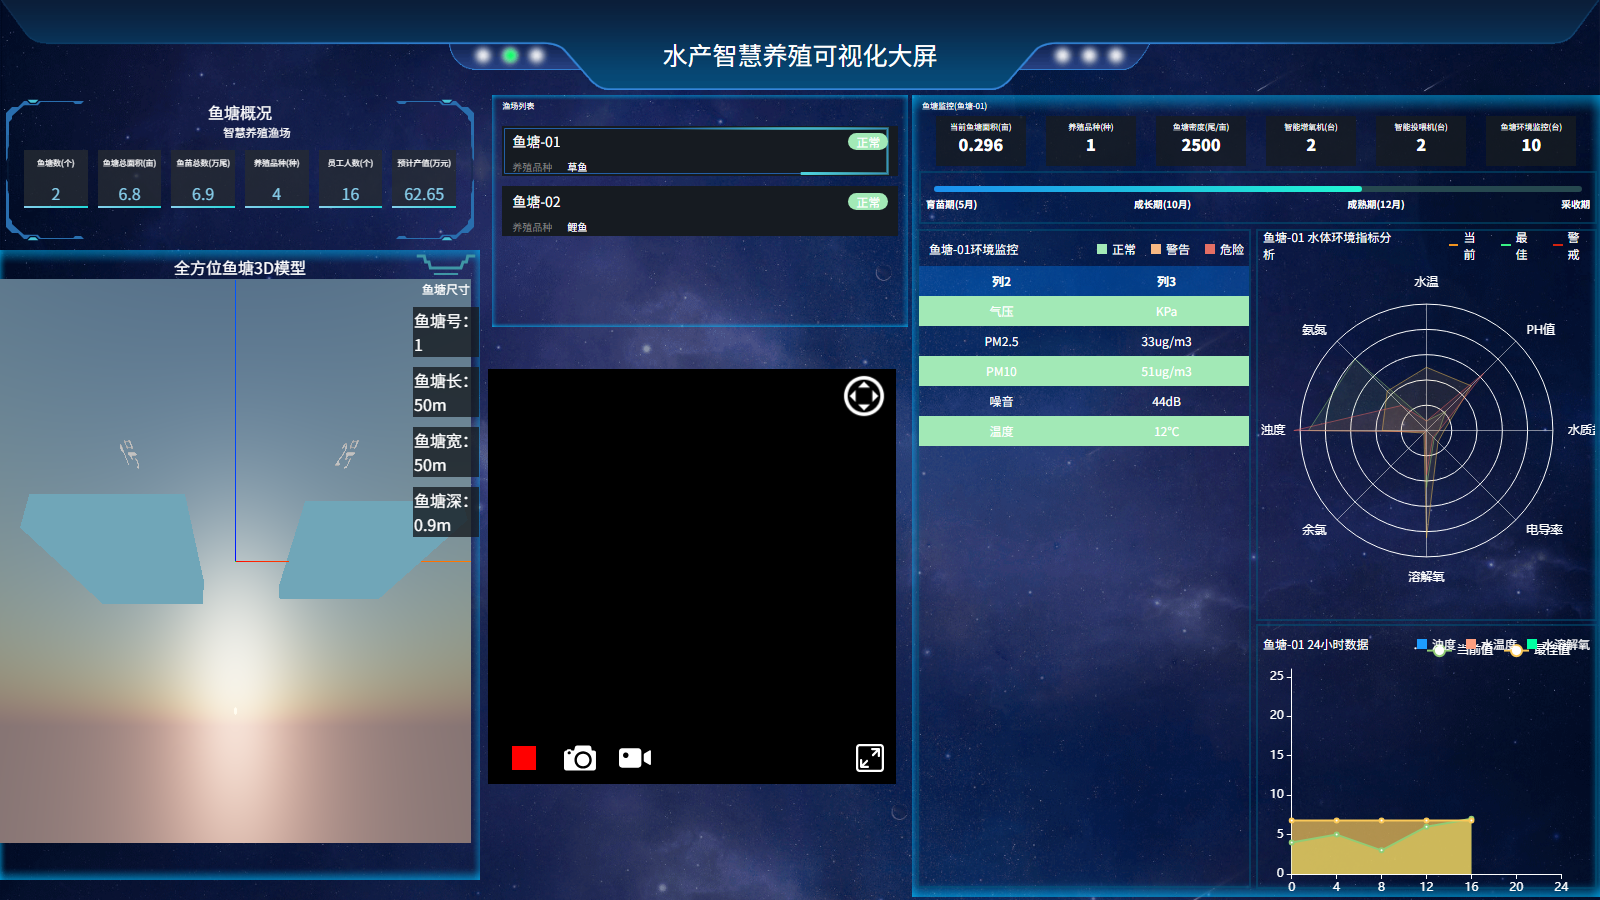 水产智慧养殖可视化大屏
鱼塘概况
智慧养殖渔场
鱼塘数(个)
2
鱼塘总面积(亩)
6.8
鱼苗总数(万尾)
6.9
养殖品种(种)
4
员工人数(个)
16
预计产值(万元)
62.65
全方位鱼塘3D模型
鱼塘尺寸
鱼塘号：
1
鱼塘长：
50m
鱼塘宽：
50m
鱼塘深：
0.9m
渔场列表
鱼塘-01
正常
养殖品种 草鱼
鱼塘-02
正常
养殖品种 鲤鱼
鱼塘监控(鱼塘-01)
当前鱼塘面积(亩)
0.296
养殖品种(种)
1
鱼塘密度(尾/亩)
2500
智能增氧机(台)
2
智能投喂机(台)
2
鱼塘环境监控(台)
10
育苗期(5月) 成长期(10月) 成熟期(12月) 采收期
鱼塘-01环境监控
正常 警告 危险
列2 列3
气压 KPa
PM2.5 33ug/m3
PM10 51ug/m3
噪音 44dB
温度 12℃
鱼塘-01 水体环境指标分
析
当
前
最
佳
警
戒
水温
PH值
氨氮
浊度
水质
余氯
电导率
溶解氧
鱼塘-01 24小时数据
浊度 水温度 水溶解氧
当前值 最佳值
25
20
15
10
5
0
0 4 8 12 16 20 24